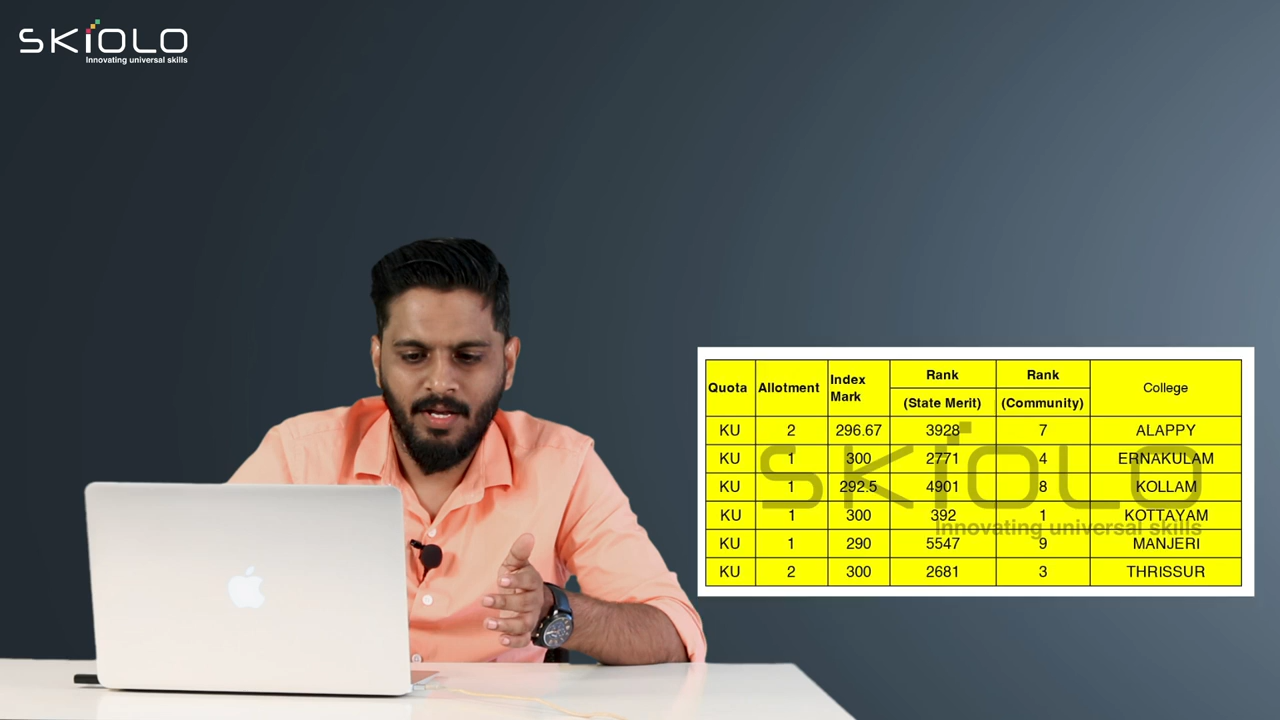 SKiOLO
Innovating universal skills
Quota Allotment Index Mark Rank (State Merit) Rank (Community) College
KU 2 296.67 3928 7 ALAPPY
KU 1 300 2771 4 ERNAKULAM
KU 1 292.5 4901 8 KOLLAM
KU 1 300 392 1 KOTTAYAM
KU 1 290 5547 9 MANJERI
KU 2 300 2681 3 THRISSUR
SKiOLO
Innovating universal skills